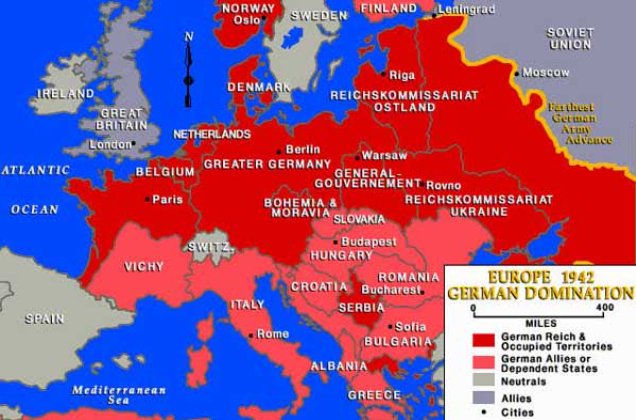 NORWAY
Oslo
SWEDEN
FINLAND
Leningrad
SOVIET
UNION
N
Riga
Moscow
IRELAND
DENMARK
REICHSKOMMISSARIAT
OSTLAND
GREAT
BRITAIN
Farthest
German
Army
Advance
NETHERLANDS
London
Berlin
Warsaw
GREATER GERMANY
ATLANTIC
OCEAN
BELGIUM
GENERAL-
GOUVERNEMENT
Rovno
Paris
BOHEMIA &
MORAVIA
REICHSKOMMISSARIAT
UKRAINE
SLOVAKIA
SWITZ.
Budapest
HUNGARY
VICHY
ROMANIA
Bucharest
CROATIA
SERBIA
ITALY
SPAIN
Rome
Sofia
BULGARIA
ALBANIA
Mediterranean
Sea
GREECE
EUROPE 1942
GERMAN DOMINATION
0 400
MILES
German Reich &
Occupied Territories
German Allies or
Dependent States
Neutrals
Allies
Cities